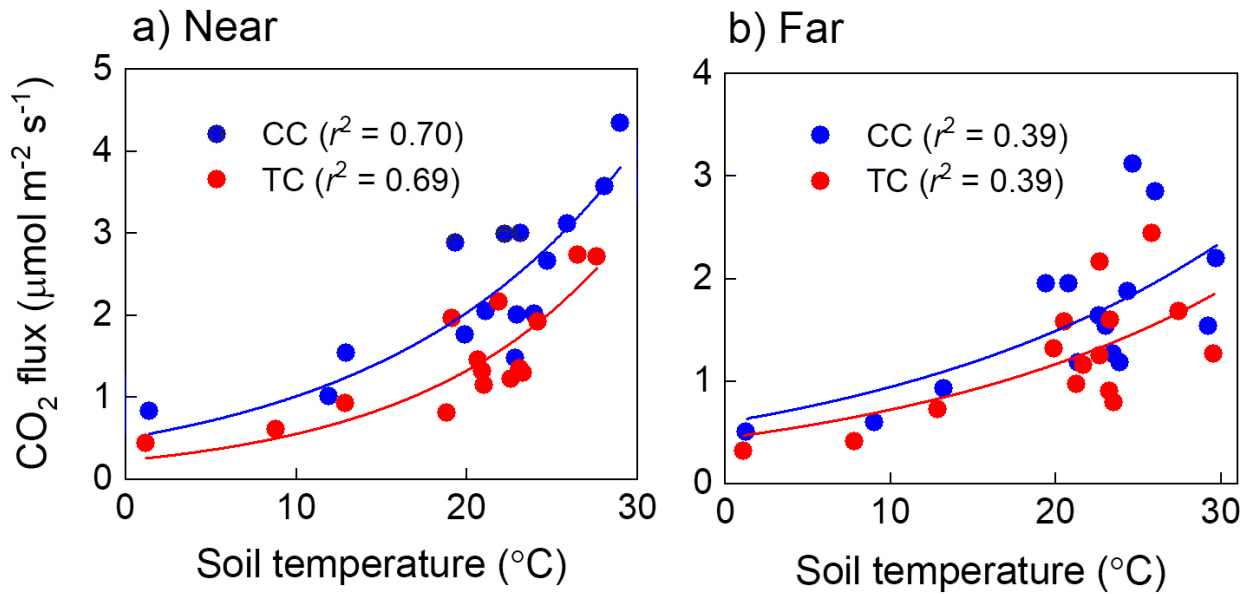 a) Near
CO₂ flux (μmol m⁻² s⁻¹)
5
4
3
2
1
0
CC (r² = 0.70)
TC (r² = 0.69)
0 10 20 30
Soil temperature (°C)
b) Far
4
3
2
1
0
CC (r² = 0.39)
TC (r² = 0.39)
0 10 20 30
Soil temperature (°C)